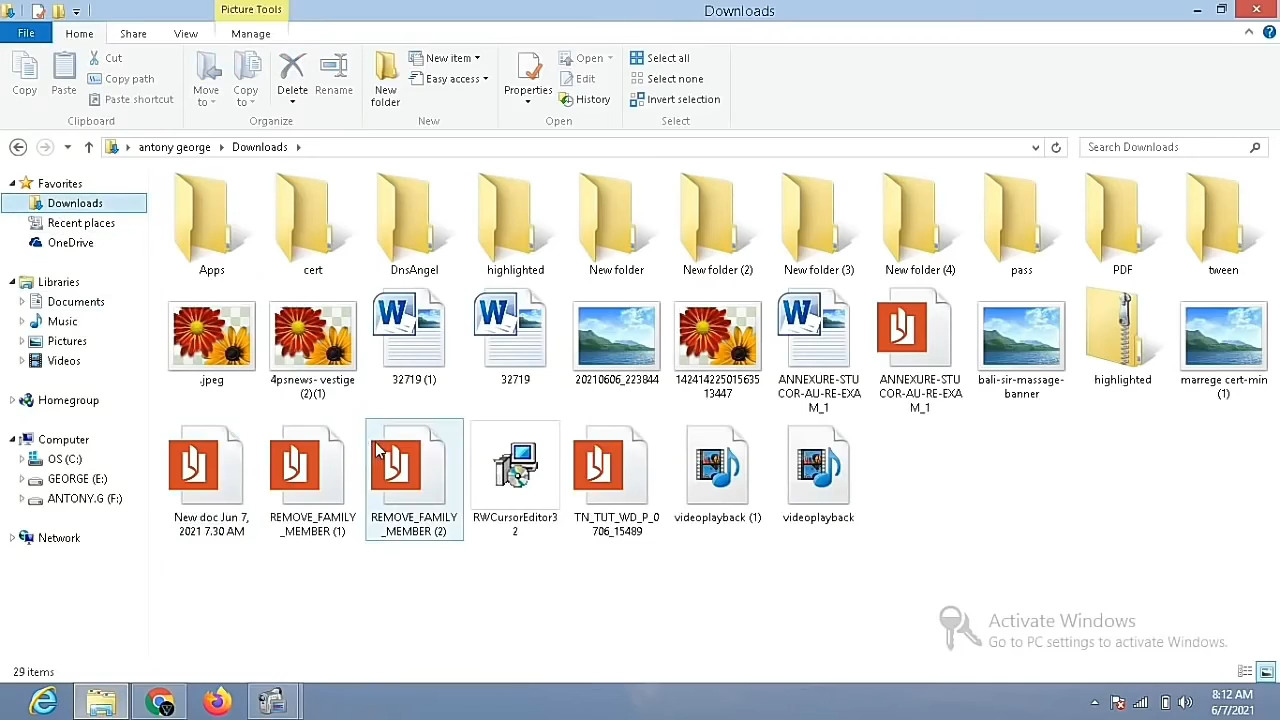 Picture Tools
Downloads
File
Home
Share
View
Manage
Copy
Paste
Cut
Copy path
Paste shortcut
Clipboard
Move to
Copy to
Delete
Rename
Organize
New folder
New item
Easy access
New
Properties
Open
Edit
History
Open
Select all
Select none
Invert selection
Select
antony george
Downloads
Search Downloads
Favorites
Downloads
Recent places
OneDrive
Libraries
Documents
Music
Pictures
Videos
Homegroup
Computer
OS (C:)
GEORGE (E:)
ANTONY.G (F:)
Network
Apps
cert
DnsAngel
highlighted
New folder
New folder (2)
New folder (3)
New folder (4)
pass
PDF
tween
.jpeg
4psnews- vestige
(2)(1)
32719 (1)
32719
20210606_223844
142414225015635
13447
ANNEXURE-STU
COR-AU-RE-EXA
M_1
ANNEXURE-STU
COR-AU-RE-EXA
M_1
bali-sir-massage-
banner
highlighted
marrege cert-min
(1)
New doc Jun 7,
2021 7.30 AM
REMOVE_FAMILY
_MEMBER (1)
REMOVE_FAMILY
_MEMBER (2)
RWCursorEditor3
2
TN_TUT_WD_P_0
706_15489
videoplayback (1)
videoplayback
Activate Windows
Go to PC settings to activate Windows.
29 items
8:12 AM
6/7/2021